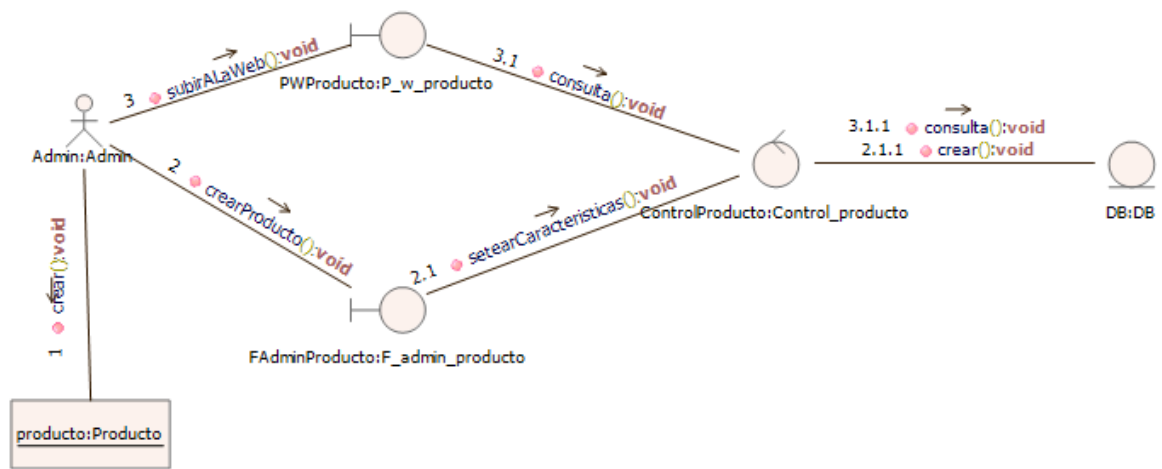 3 subirALaWeb():void
PWProducto:P_w_producto
3.1 consulta():void
Admin:Admin
3.1.1 consulta():void
2.1.1 crear():void
2 crearProducto():void
2.1 setearCaracteristicas():void
ControlProducto:Control_producto
DB:DB
1 crear():void
FAdminProducto:F_admin_producto
producto:Producto